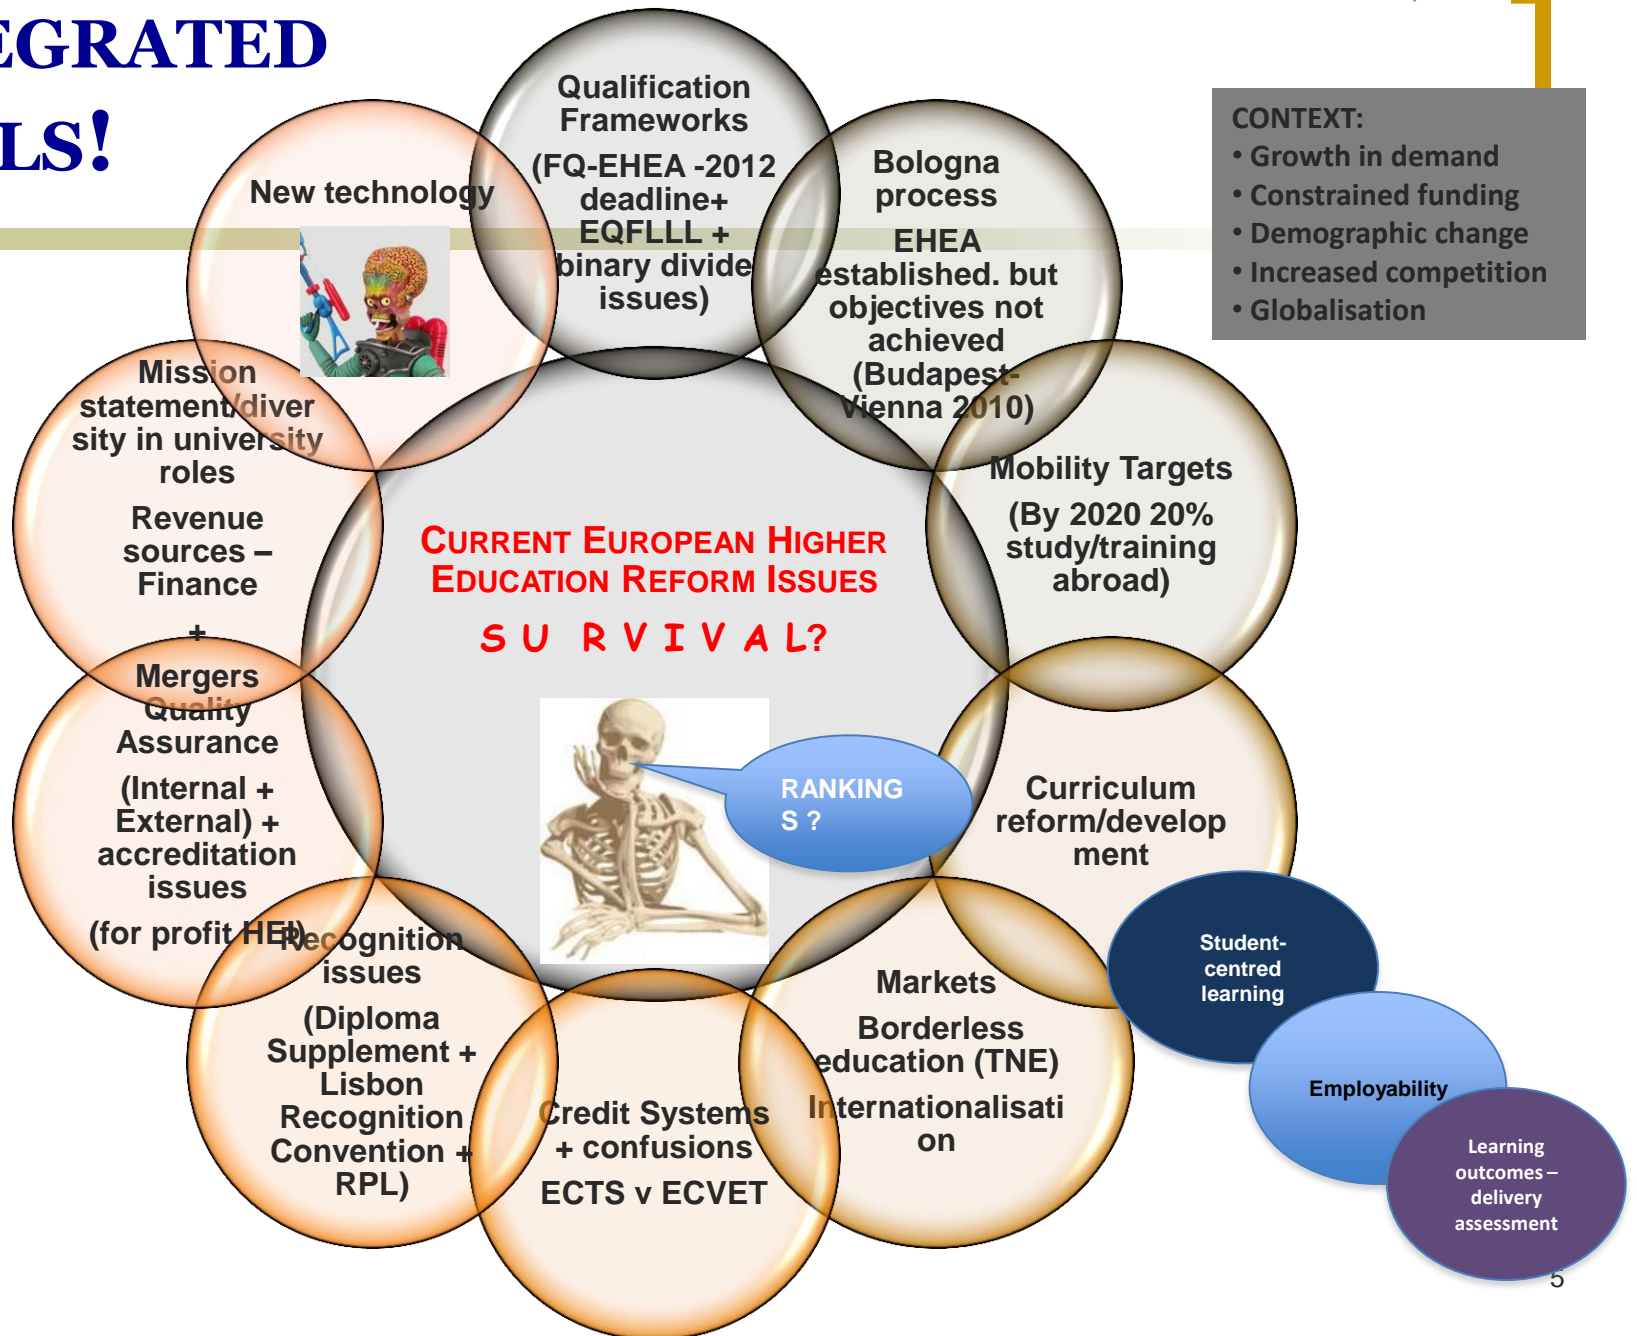 EGRATED
LS!
CONTEXT:
• Growth in demand
• Constrained funding
• Demographic change
• Increased competition
• Globalisation
Qualification
Frameworks
(FQ-EHEA -2012
deadline+
EQFLLL +
binary divide
issues)
Bologna
process
EHEA
established. but
objectives not
achieved
(Budapest-
Vienna 2010)
Mobility Targets
(By 2020 20%
study/training
abroad)
Curriculum
reform/develop
ment
Student-
centred
learning
Employability
Learning
outcomes –
delivery
assessment
Markets
Borderless
education (TNE)
Internationalisati
on
Credit Systems
+ confusions
ECTS v ECVET
Recognition
issues
(Diploma
Supplement +
Lisbon
Recognition
Convention +
RPL)
Quality
Assurance
(Internal +
External) +
accreditation
issues
(for profit HEI)
Mission
statement/diver
sity in university
roles
Revenue
sources –
Finance
+
Mergers
New technology
CURRENT EUROPEAN HIGHER
EDUCATION REFORM ISSUES
S U R V I V A L?
RANKING
S ?
5